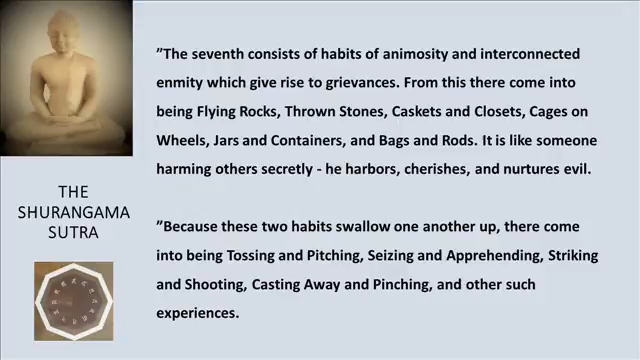 ”The seventh consists of habits of animosity and interconnected
enmity which give rise to grievances. From this there come into
being Flying Rocks, Thrown Stones, Caskets and Closets, Cages on
Wheels, Jars and Containers, and Bags and Rods. It is like someone
harming others secretly - he harbors, cherishes, and nurtures evil.
”Because these two habits swallow one another up, there come
into being Tossing and Pitching, Seizing and Apprehending, Striking
and Shooting, Casting Away and Pinching, and other such
experiences.
THE
SHURANGAMA
SUTRA